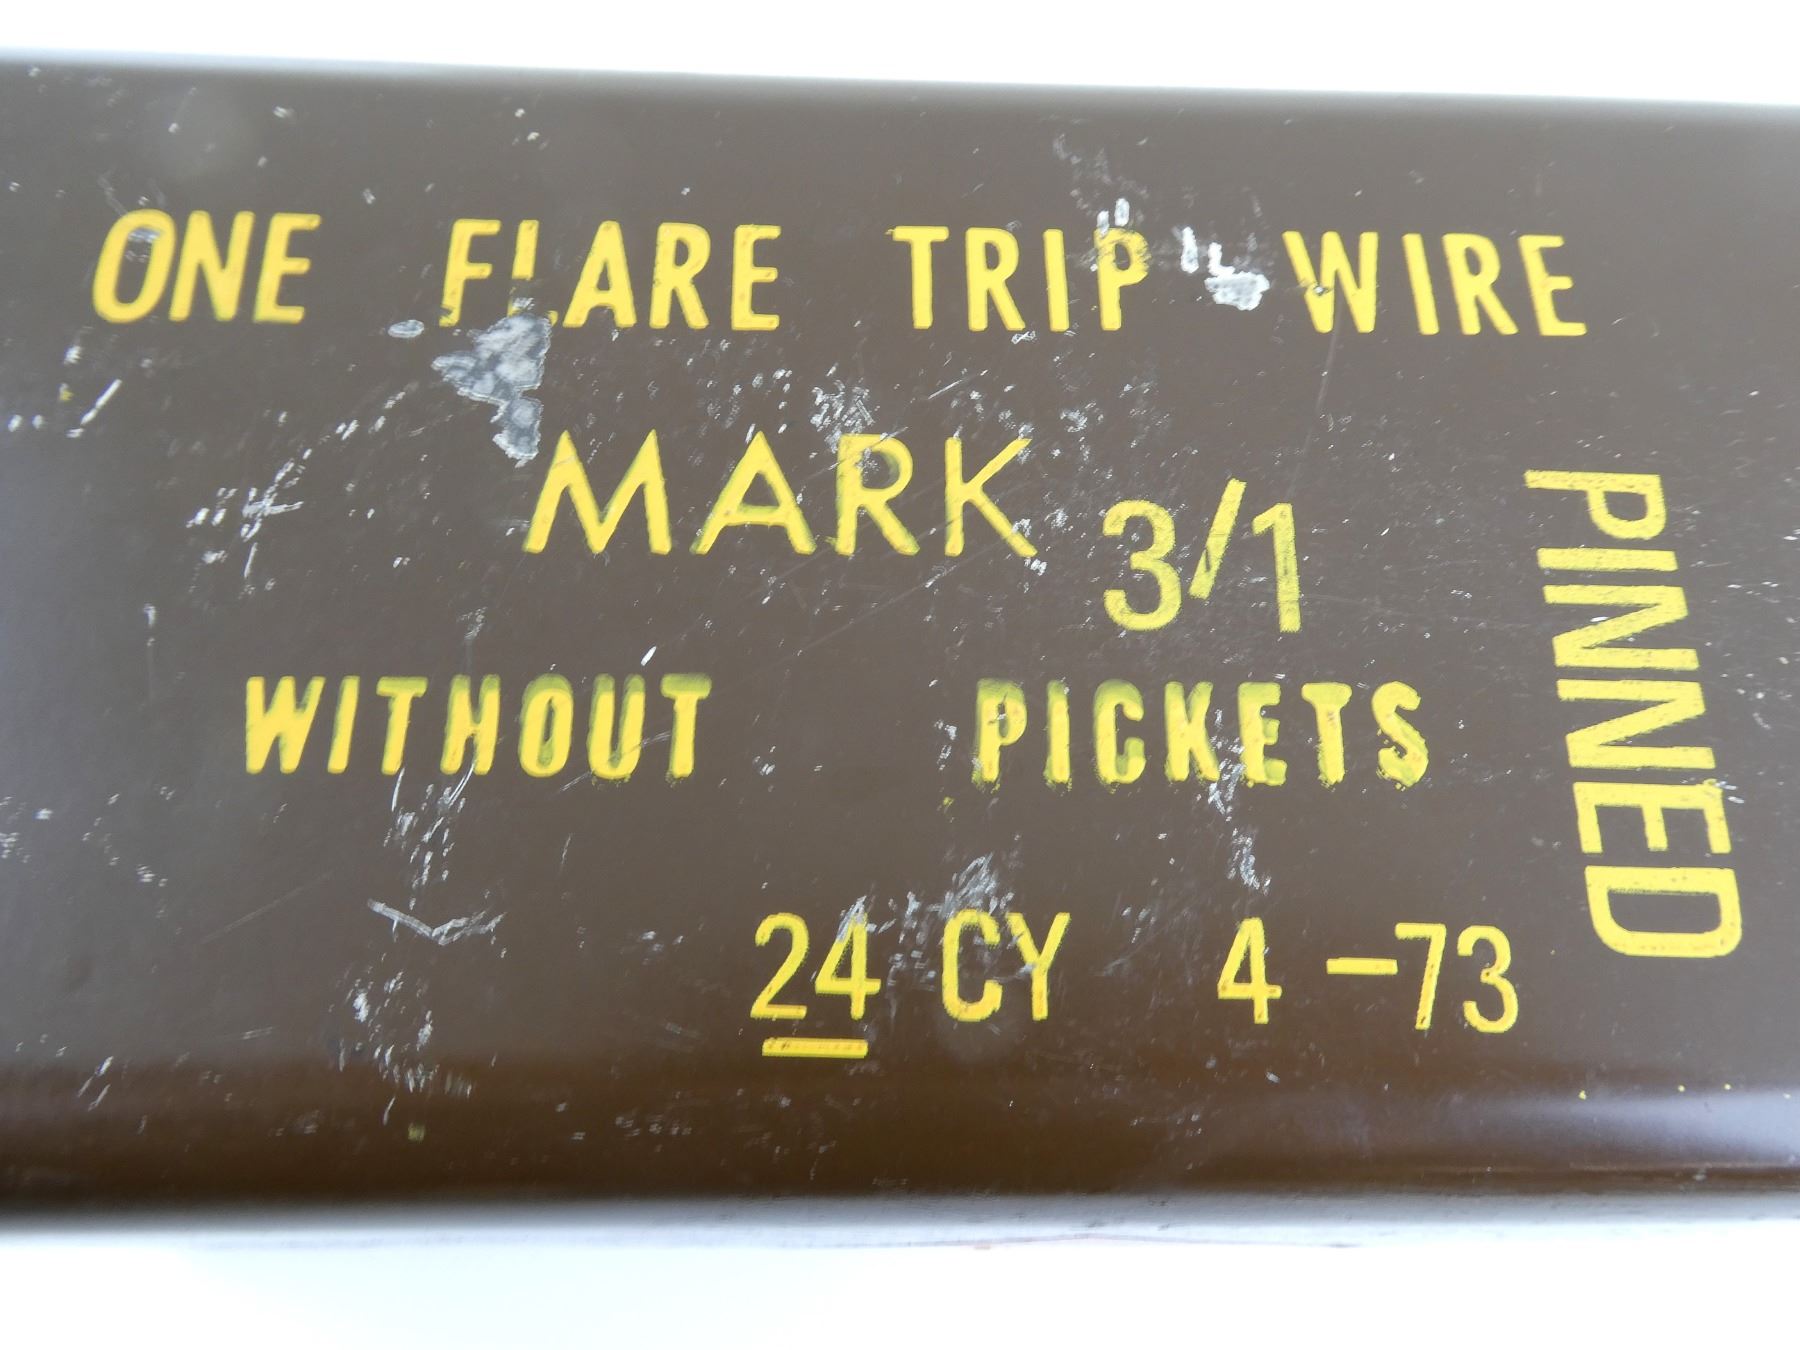 ONE FLARE TRIP WIRE
MARK 3/1
WITHOUT PICKETS
24 CY 4-73
PINNED